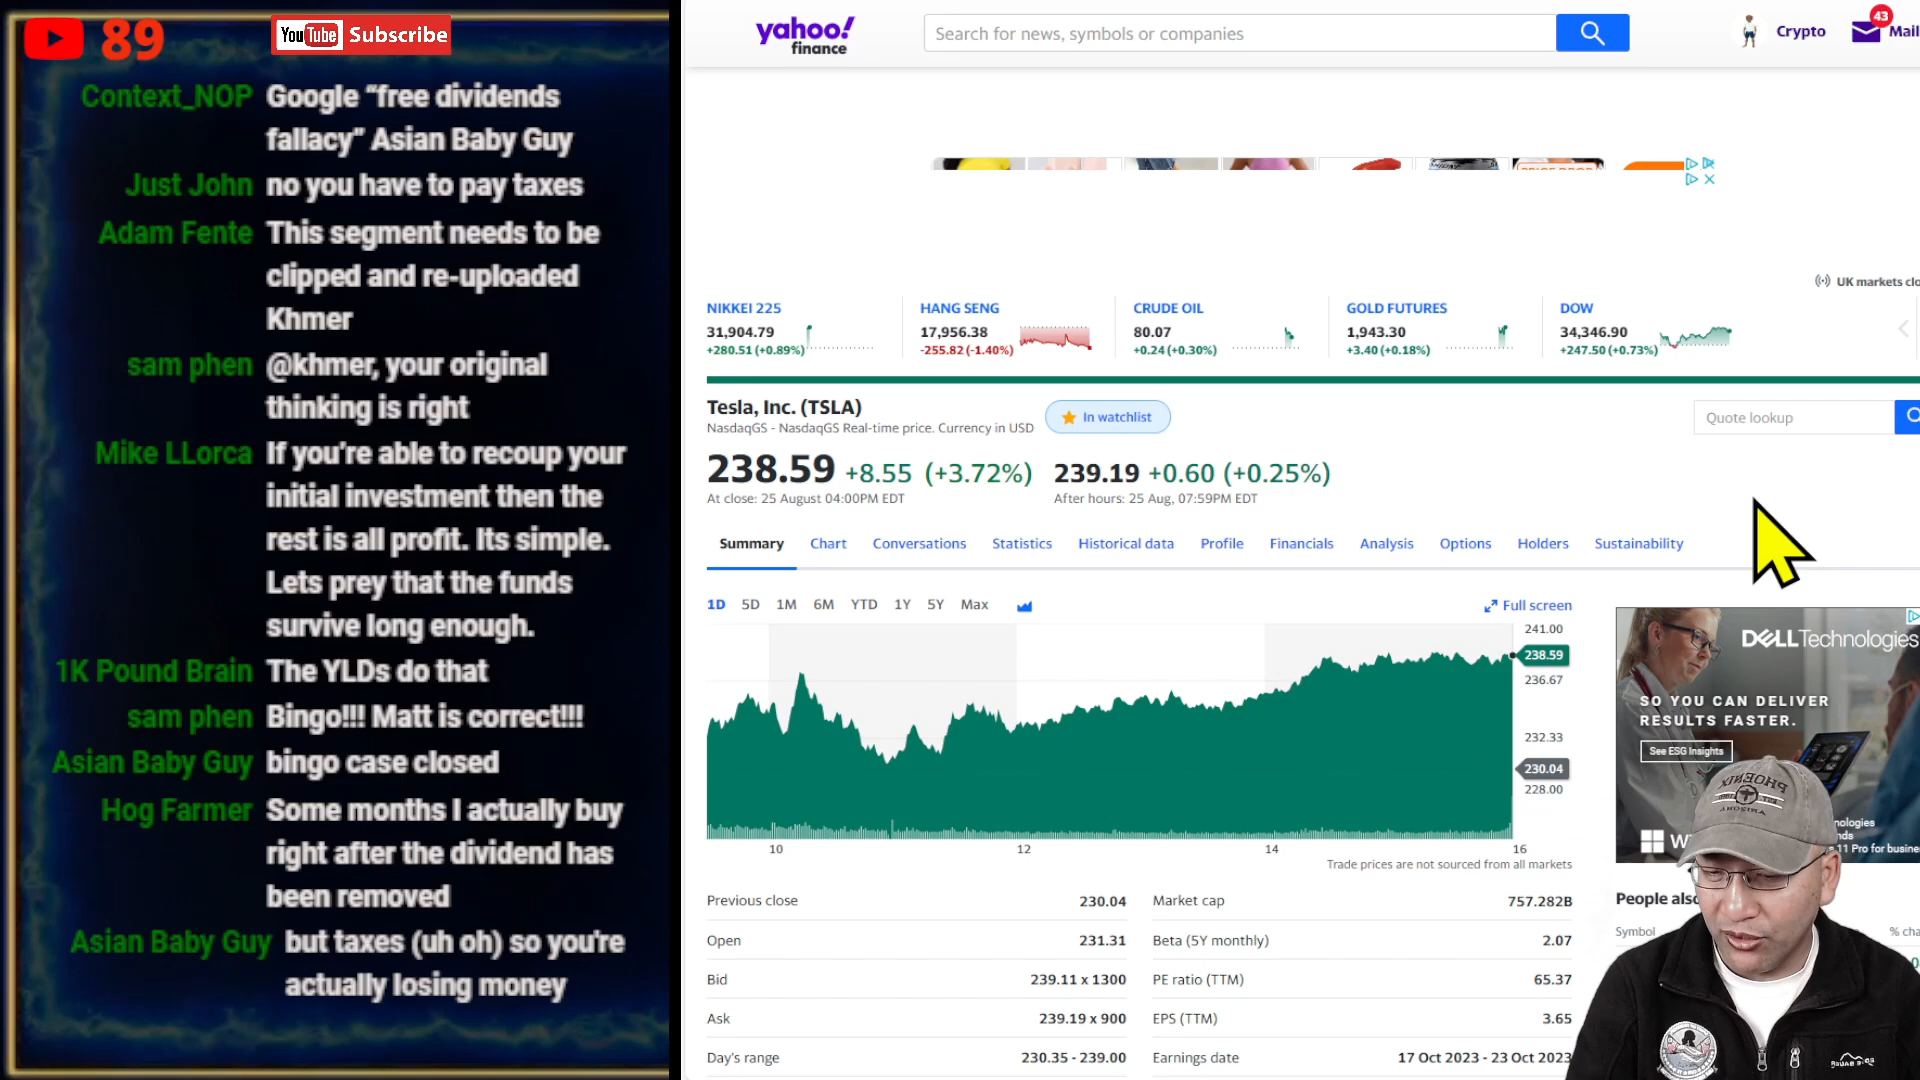 89
YouTube Subscribe
Context_NOP Google “free dividends
fallacy” Asian Baby Guy
Just John no you have to pay taxes
Adam Fente This segment needs to be
clipped and re-uploaded
Khmer
sam phen @khmer, your original
thinking is right
Mike LLorca If you're able to recoup your
initial investment then the
rest is all profit. Its simple.
Lets prey that the funds
survive long enough.
1K Pound Brain The YLDs do that
sam phen Bingo!!! Matt is correct!!!
Asian Baby Guy bingo case closed
Hog Farmer Some months I actually buy
right after the dividend has
been removed
Asian Baby Guy but taxes (uh oh) so you're
actually losing money
yahoo!
finance
Search for news, symbols or companies
Crypto
43
Mail
UK markets clo
NIKKEI 225
31,904.79
+280.51 (+0.89%)
HANG SENG
17,956.38
-255.82 (-1.40%)
CRUDE OIL
80.07
+0.24 (+0.30%)
GOLD FUTURES
1,943.30
+3.40 (+0.18%)
DOW
34,346.90
+247.50 (+0.73%)
Tesla, Inc. (TSLA)
NasdaqGS - NasdaqGS Real-time price. Currency in USD
In watchlist
Quote lookup
238.59 +8.55 (+3.72%)
At close: 25 August 04:00PM EDT
239.19 +0.60 (+0.25%)
After hours: 25 Aug, 07:59PM EDT
Summary Chart Conversations Statistics Historical data Profile Financials Analysis Options Holders Sustainability
1D 5D 1M 6M YTD 1Y 5Y Max
Full screen
241.00
238.59
236.67
232.33
230.04
228.00
10 12 14 16
Trade prices are not sourced from all markets
Previous close 230.04
Open 231.31
Bid 239.11 x 1300
Ask 239.19 x 900
Day's range 230.35 - 239.00
Market cap 757.282B
Beta (5Y monthly) 2.07
PE ratio (TTM) 65.37
EPS (TTM) 3.65
Earnings date 17 Oct 2023 - 23 Oct 2023
DELL Technologies
SO YOU CAN DELIVER
RESULTS FASTER.
See ESG Insights
nologies
nds
11 Pro for busine
People als
Symbol
% cha
PHOENIX